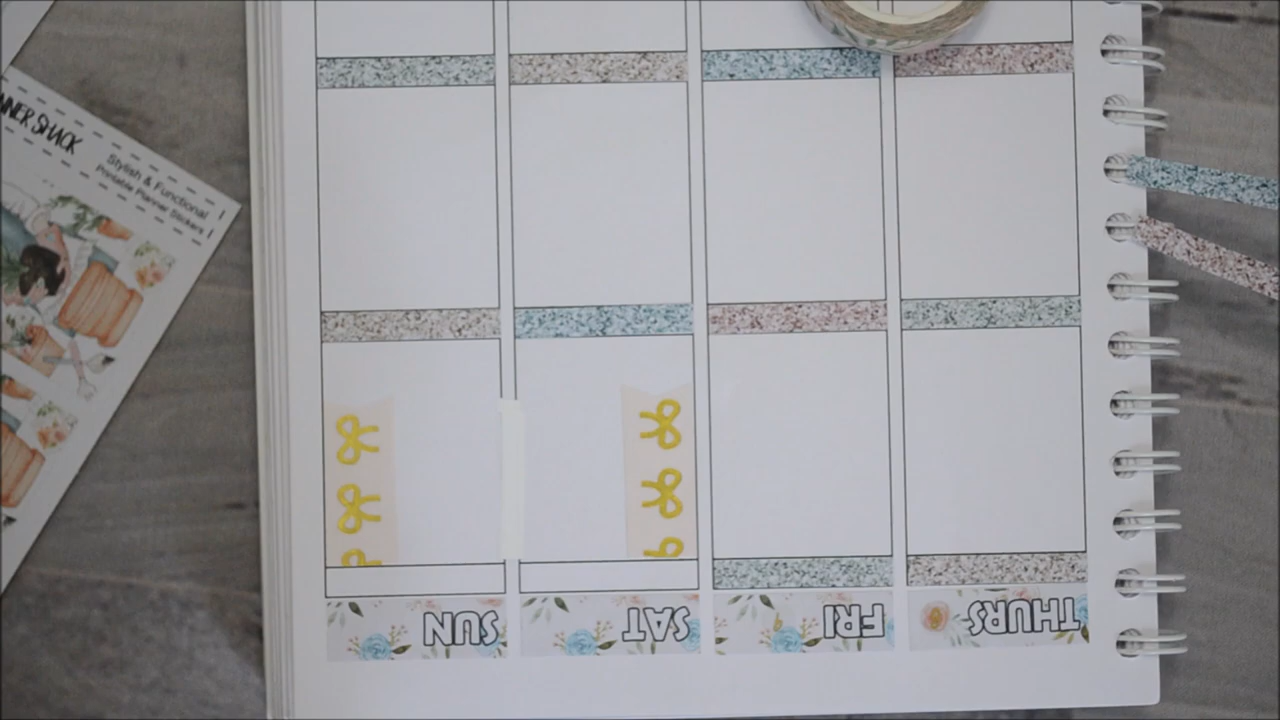 NNER SHACK
Stylish & Functional
Printable Planner Stickers
THURS
FRI
SAT
SUN